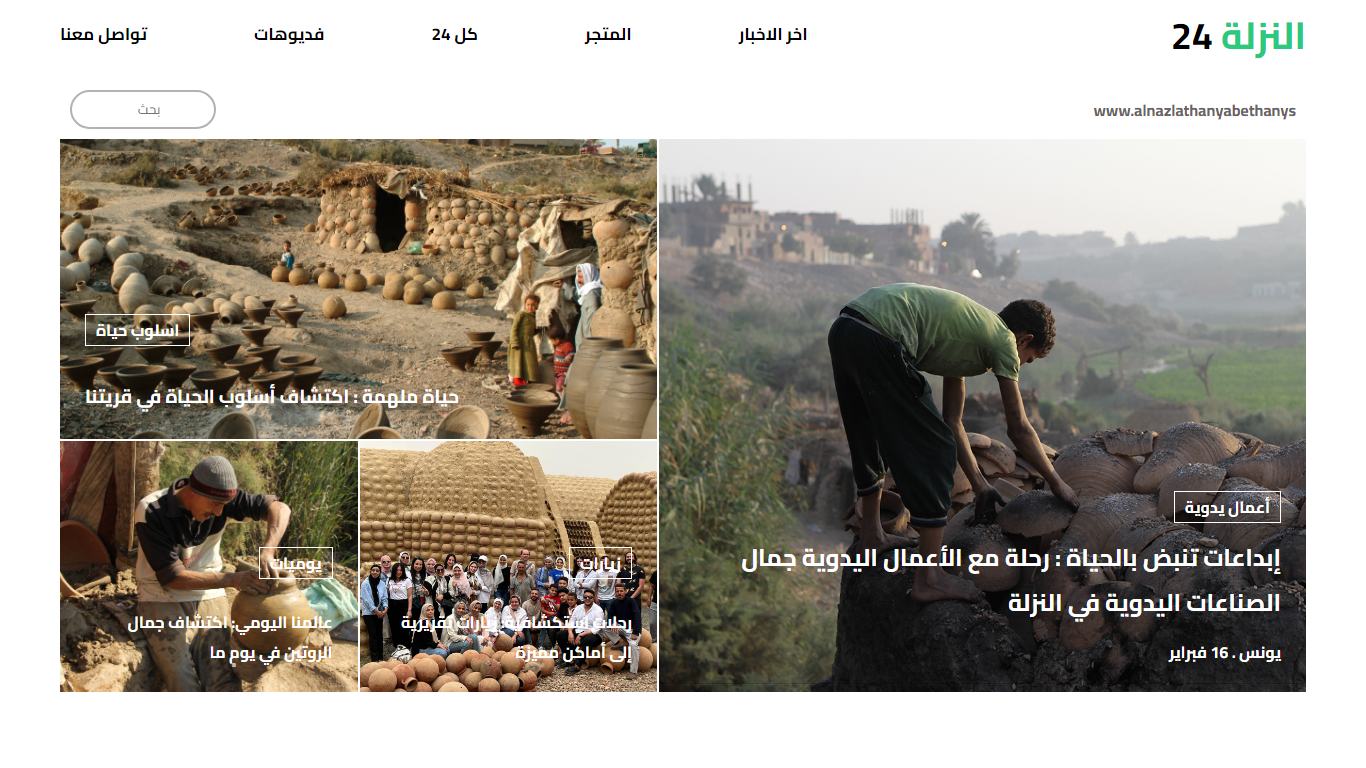 النزلة 24
اخر الاخبار
المتجر
كل 24
فديوهات
تواصل معنا
www.alnazlathanyabethanys
بحث
أعمال يدوية
إبداعات تنبض بالحياة : رحلة مع الأعمال اليدوية جمال
الصناعات اليدوية في النزلة
يونس . 16 فبراير
اسلوب حياة
حياة ملهمة : اكتشاف أسلوب الحياة في قريتنا
زيارات
رحلات استكشافية: زيارات تقريرية
إلى أماكن مميزة
يوميات
عالمنا اليومي: اكتشاف جمال
الروتين في يوم ما